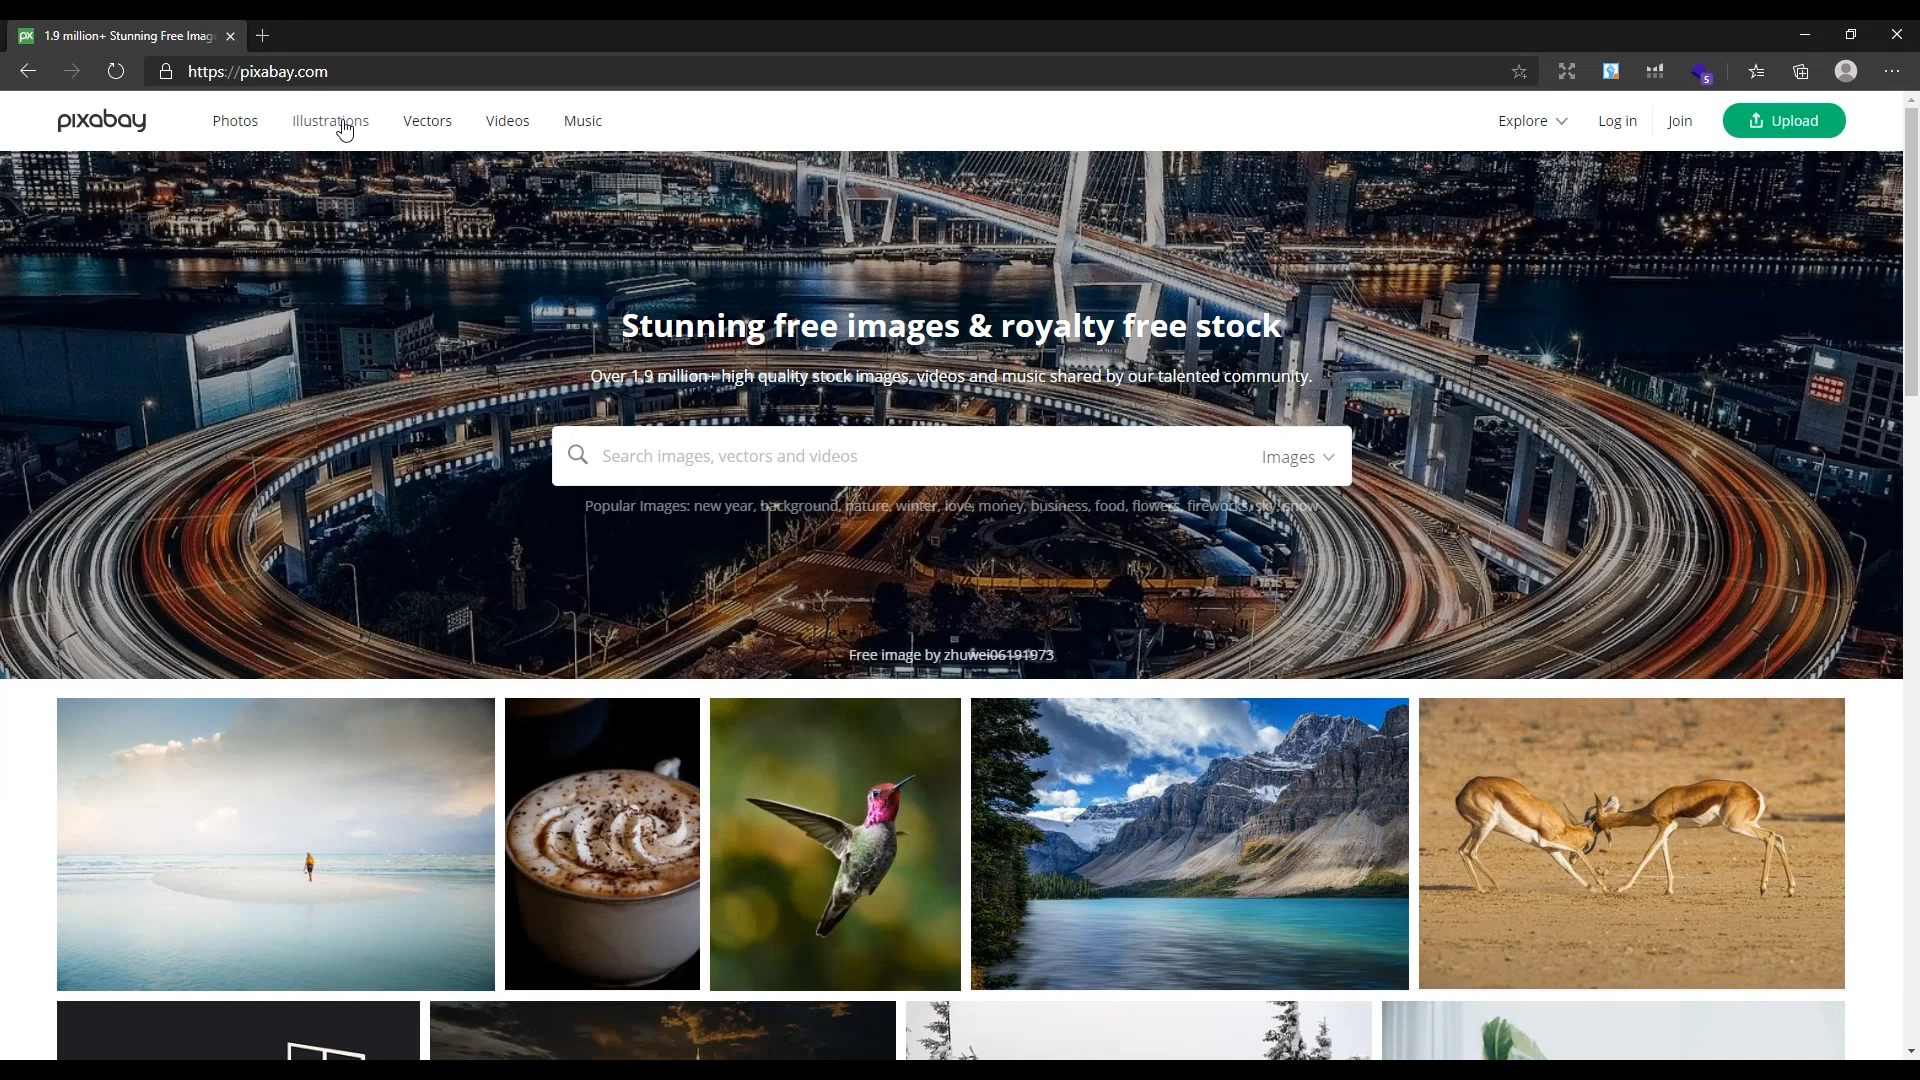 1.9 million+ Stunning Free Imag
https://pixabay.com
5
pixabay Photos Illustrations Vectors Videos Music Explore Log in Join Upload
Stunning free images & royalty free stock
Over 1.9 million+ high quality stock images, videos and music shared by our talented community.
Search images, vectors and videos Images
Popular Images: new year, background, nature, winter, love, money, business, food, flowers, fireworks, sky, snow
Free image by zhuwei06191973